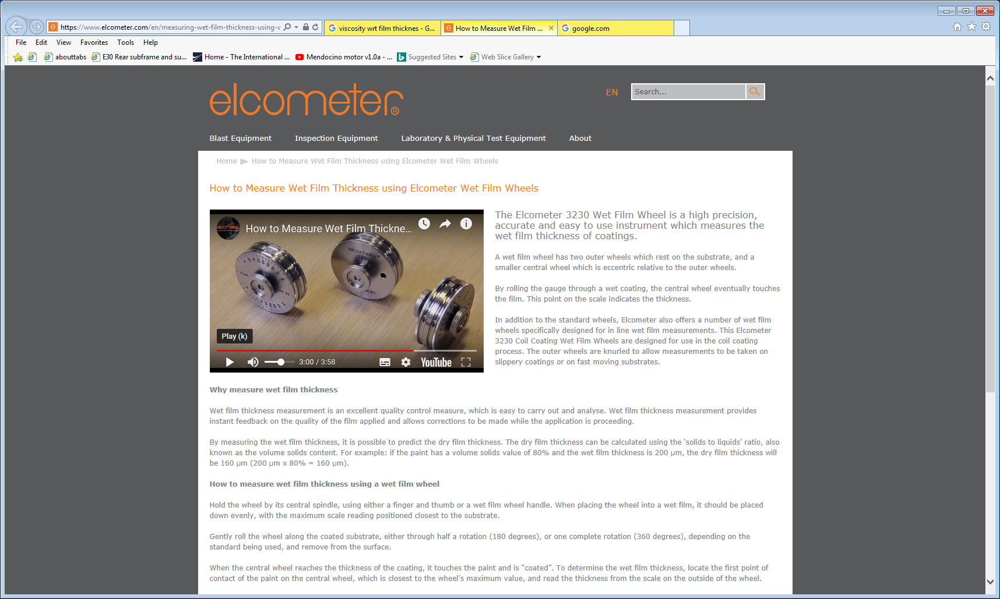 https://www.elcometer.com/en/measuring-wet-film-thickness-using-v
viscosity wrt film thicknes - G...
How to Measure Wet Film ...
google.com
File Edit View Favorites Tools Help
abouttabs
E30 Rear subframe and su...
Home - The International ...
Mendocino motor v1.0a - ...
Suggested Sites
Web Slice Gallery
elcometer®
EN
Search...
Blast Equipment Inspection Equipment Laboratory & Physical Test Equipment About
Home How to Measure Wet Film Thickness using Elcometer Wet Film Wheels
How to Measure Wet Film Thickness using Elcometer Wet Film Wheels
How to Measure Wet Film Thickne...
elcometer
elcometer
3230
Play (k)
3:00 / 3:58
YouTube
The Elcometer 3230 Wet Film Wheel is a high precision,
accurate and easy to use instrument which measures the
wet film thickness of coatings.
A wet film wheel has two outer wheels which rest on the substrate, and a
smaller central wheel which is eccentric relative to the outer wheels.
By rolling the gauge through a wet coating, the central wheel eventually touches
the film. This point on the scale indicates the thickness.
In addition to the standard wheels, Elcometer also offers a number of wet film
wheels specifically designed for in line wet film measurements. This Elcometer
3230 Coil Coating Wet Film Wheels are designed for use in the coil coating
process. The outer wheels are knurled to allow measurements to be taken on
slippery coatings or on fast moving substrates.
Why measure wet film thickness
Wet film thickness measurement is an excellent quality control measure, which is easy to carry out and analyse. Wet film thickness measurement provides
instant feedback on the quality of the film applied and allows corrections to be made while the application is proceeding.
By measuring the wet film thickness, it is possible to predict the dry film thickness. The dry film thickness can be calculated using the ‘solids to liquids’ ratio, also
known as the volume solids content. For example: if the paint has a volume solids value of 80% and the wet film thickness is 200 µm, the dry film thickness will
be 160 µm (200 µm x 80% = 160 µm).
How to measure wet film thickness using a wet film wheel
Hold the wheel by its central spindle, using either a finger and thumb or a wet film wheel handle. When placing the wheel into a wet film, it should be placed
down evenly, with the maximum scale reading positioned closest to the substrate.
Gently roll the wheel along the coated substrate, either through half a rotation (180 degrees), or one complete rotation (360 degrees), depending on the
standard being used, and remove from the surface.
When the central wheel reaches the thickness of the coating, it touches the paint and is “coated”. To determine the wet film thickness, locate the first point of
contact of the paint on the central wheel, which is closest to the wheel’s maximum value, and read the thickness from the scale on the outside of the wheel.